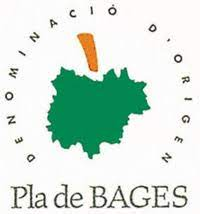 DENOMINACIÓ D'ORIGEN
Pla de BAGES